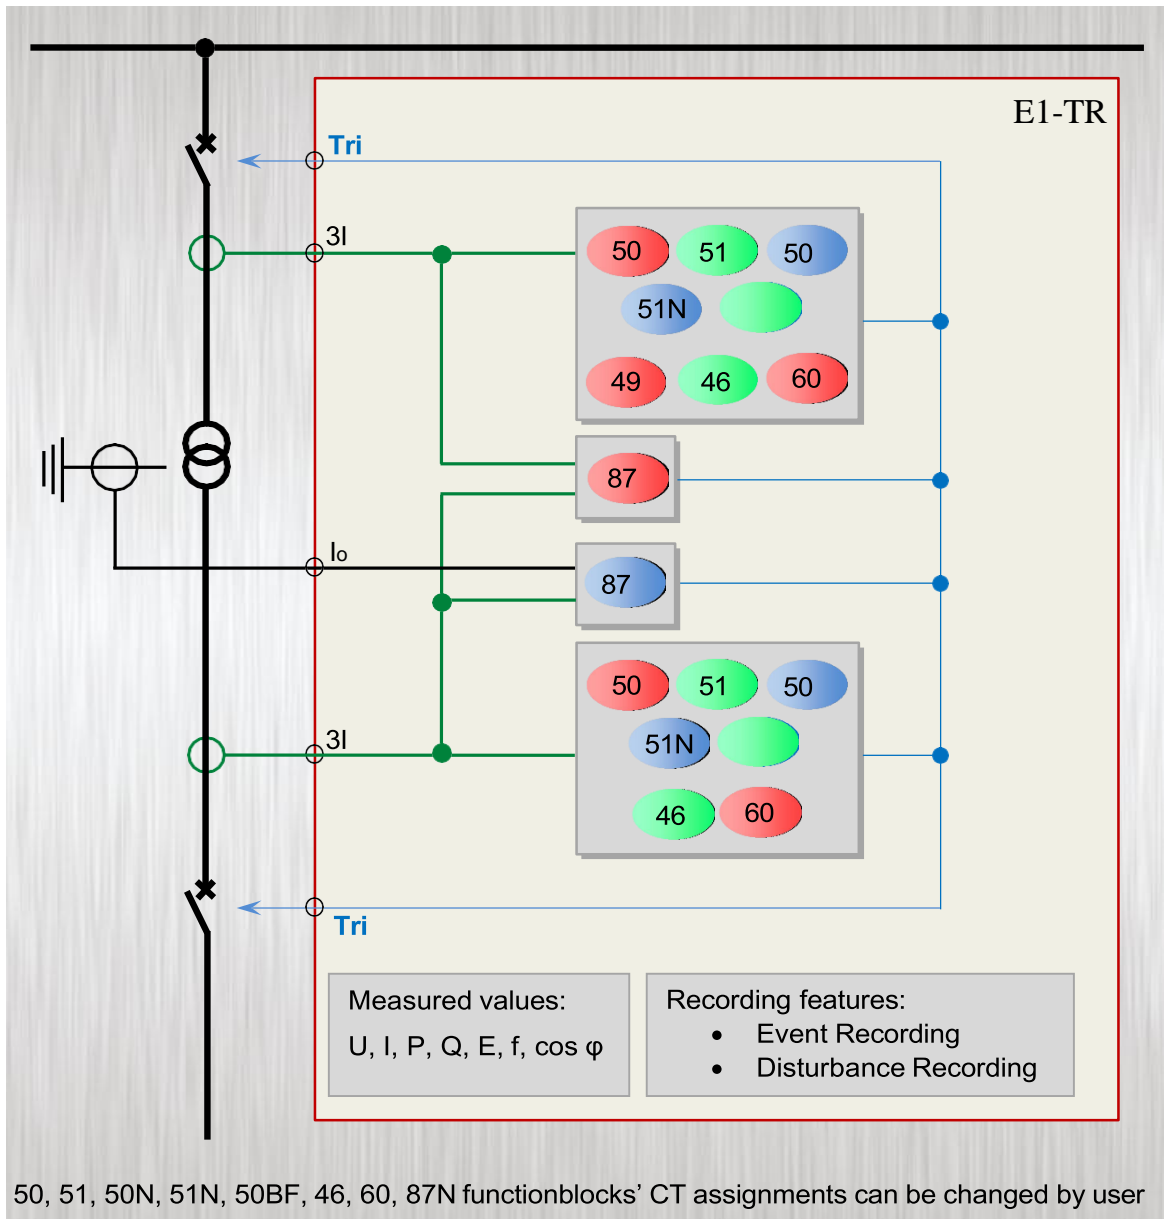 E1-TR
Tri
3I
50 51 50
51N
49 46 60
87
I₀
87
50 51 50
51N
3I
46 60
Tri
Measured values:
U, I, P, Q, E, f, cos φ
Recording features:
• Event Recording
• Disturbance Recording
50, 51, 50N, 51N, 50BF, 46, 60, 87N functionblocks’ CT assignments can be changed by user